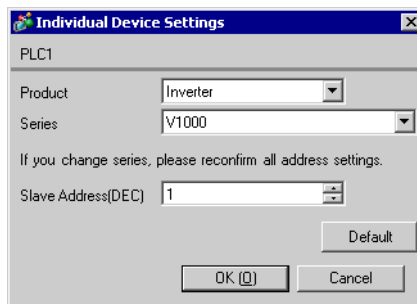 Individual Device Settings
PLC1
Product Inverter
Series V1000
If you change series, please reconfirm all address settings.
Slave Address(DEC) 1
Default
OK (O) Cancel